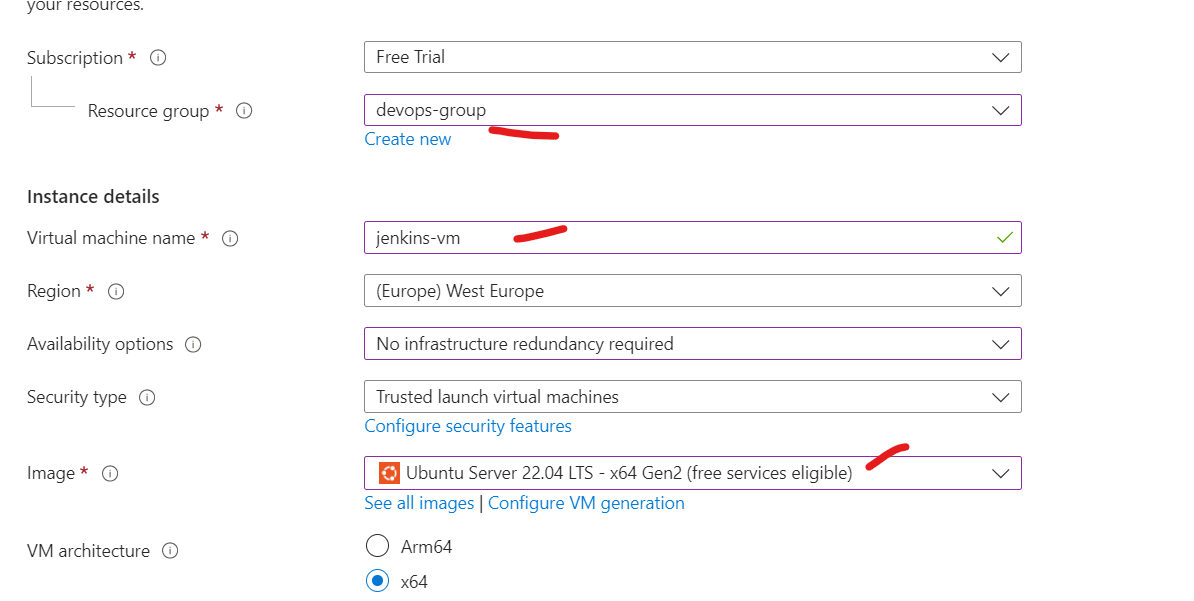 your resources.
Subscription * Free Trial
Resource group * devops-group
Create new
Instance details
Virtual machine name * jenkins-vm
Region * (Europe) West Europe
Availability options No infrastructure redundancy required
Security type Trusted launch virtual machines
Configure security features
Image * Ubuntu Server 22.04 LTS - x64 Gen2 (free services eligible)
See all images | Configure VM generation
VM architecture Arm64
x64